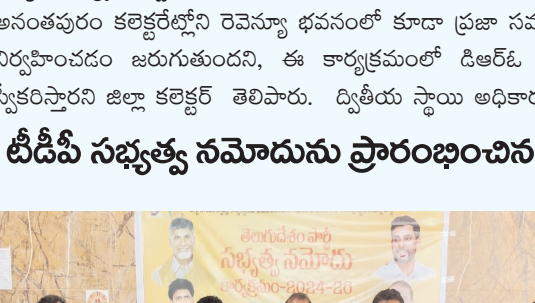 అనంతపురం కలెక్టరేట్‌లోని రెవెన్యూ భవనంలో కూడా ప్రజా
నిర్వహించడం జరుగుతుందని, ఈ కార్యక్రమంలో డిఆర్ఓ
స్వీకరిస్తారని జిల్లా కలెక్టర్ తెలిపారు. ద్వితీయ స్థాయి
టీడీపీ సభ్యత్వ నమోదును ప్రారంభించిన
తెలుగుదేశం పార్టీ
సభ్యత్వ నమోదు
కార్యక్రమం-2024-26